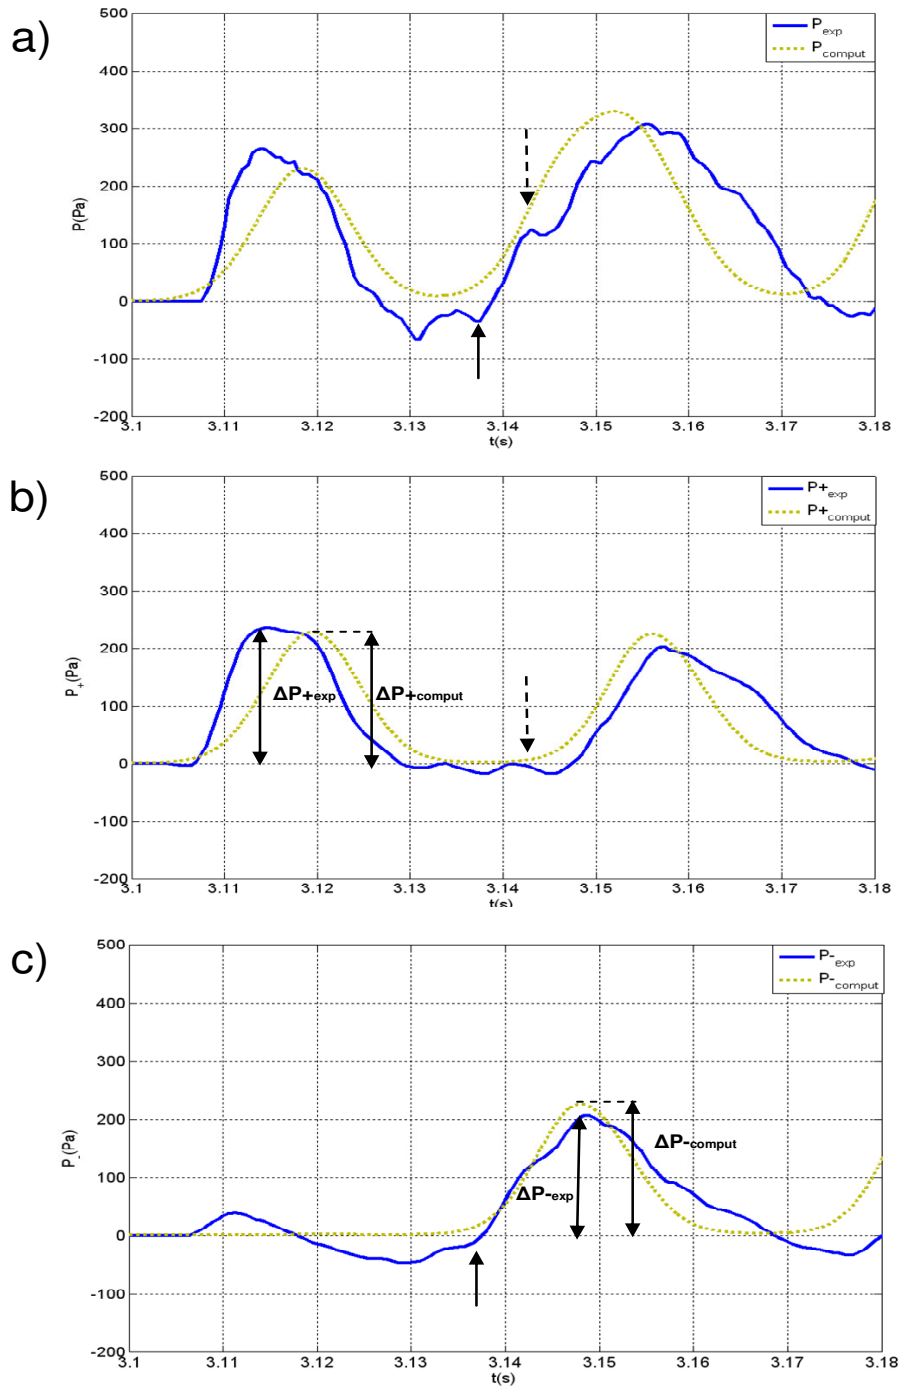 a)
500
400
300
200
100
0
-100
-200
P(Pa)
P exp
P comput
3.1 3.11 3.12 3.13 3.14 3.15 3.16 3.17 3.18
t(s)
b)
500
400
300
200
100
0
-100
-200
P+(Pa)
P+exp
P+comput
ΔP+exp
ΔP+comput
3.1 3.11 3.12 3.13 3.14 3.15 3.16 3.17 3.18
t(s)
c)
500
400
300
200
100
0
-100
-200
P-(Pa)
P-exp
P-comput
ΔP-comput
ΔP-exp
3.1 3.11 3.12 3.13 3.14 3.15 3.16 3.17 3.18
t(s)